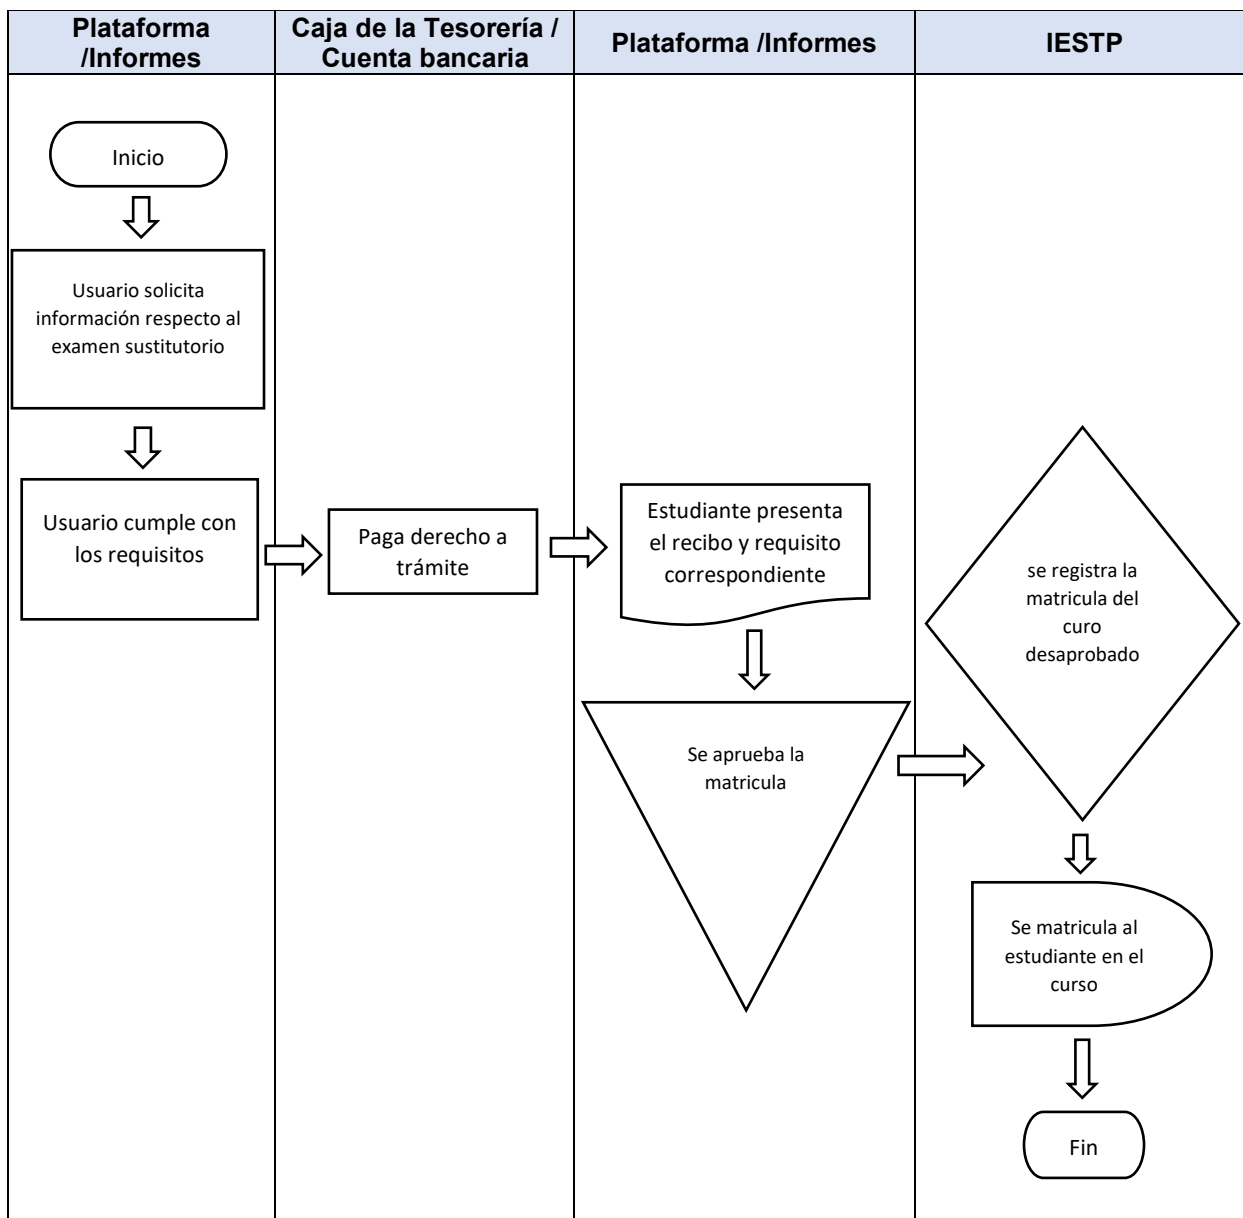 Plataforma
/Informes
Caja de la Tesorería /
Cuenta bancaria
Plataforma /Informes
IESTP
Inicio
Usuario solicita
información respecto al
examen sustitutorio
Usuario cumple con
los requisitos
Paga derecho a
trámite
Estudiante presenta
el recibo y requisito
correspondiente
Se aprueba la
matricula
se registra la
matricula del
curo
desaprobado
Se matricula al
estudiante en el
curso
Fin